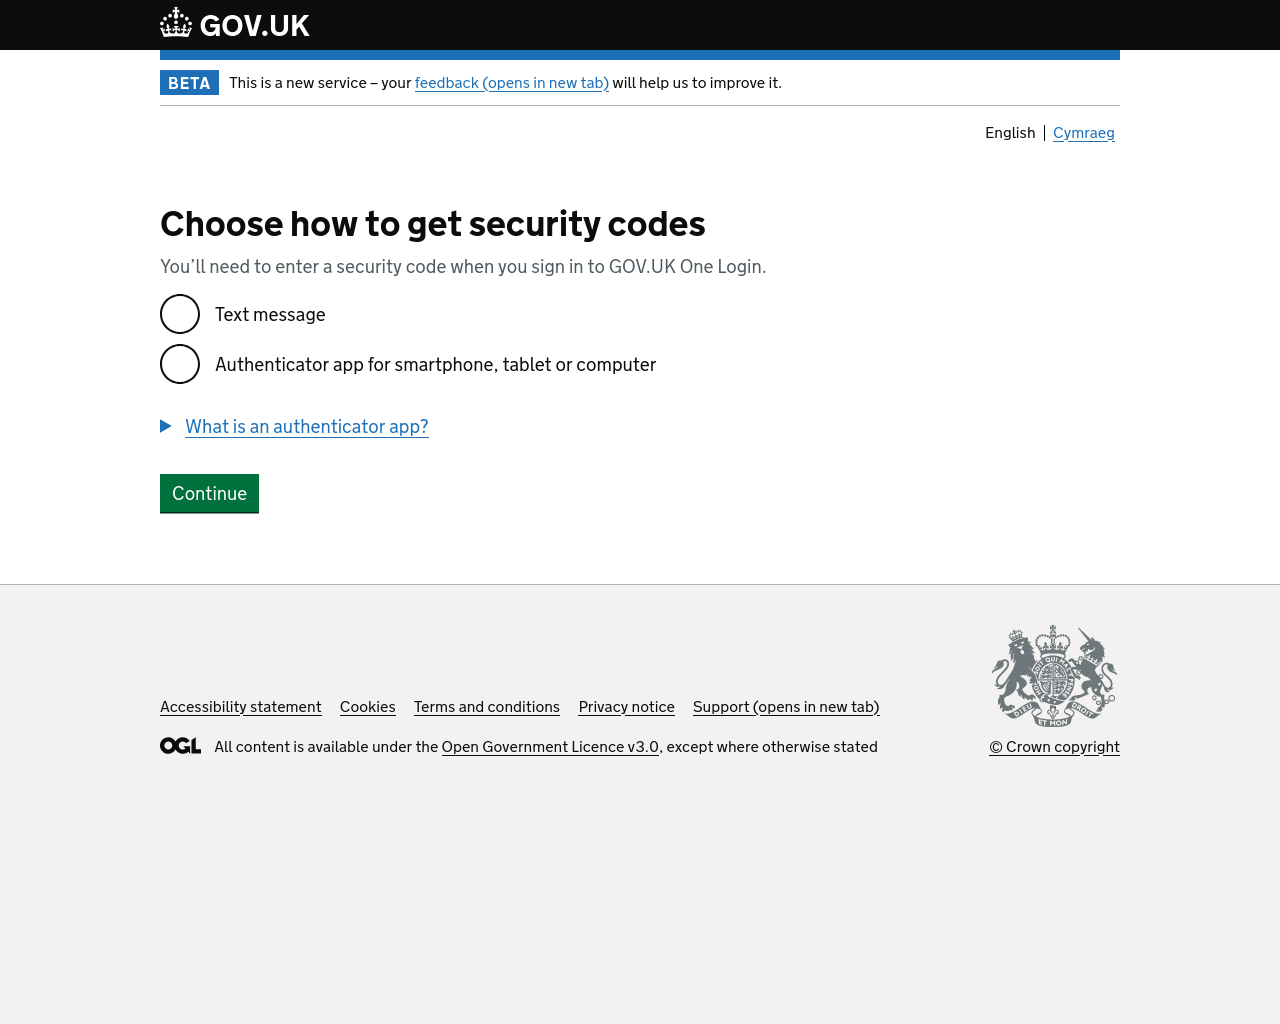 GOV.UK
BETA This is a new service – your feedback (opens in new tab) will help us to improve it.
English Cymraeg
Choose how to get security codes
You’ll need to enter a security code when you sign in to GOV.UK One Login.
Text message
Authenticator app for smartphone, tablet or computer
What is an authenticator app?
Continue
Accessibility statement Cookies Terms and conditions Privacy notice Support (opens in new tab)
OGL All content is available under the Open Government Licence v3.0, except where otherwise stated
© Crown copyright